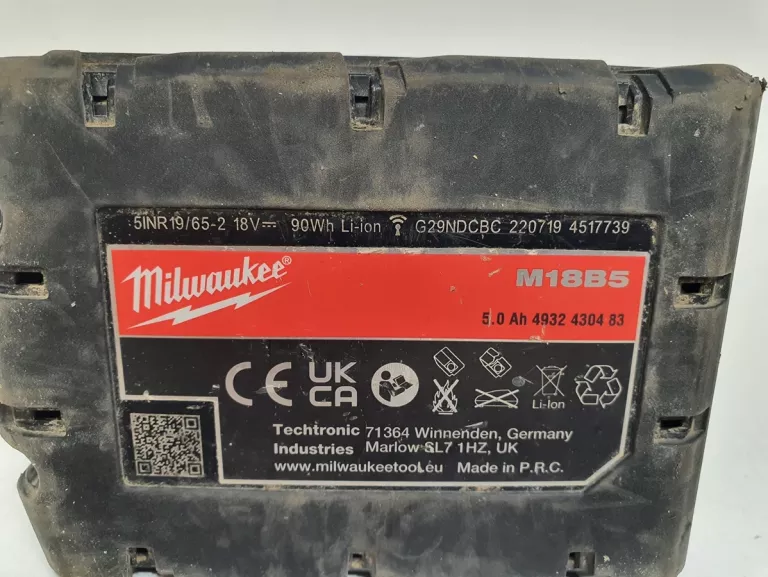 5INR19/65-2 18V⎓ 90Wh Li-ion G29NDCBC 220719 4517739
Milwaukee®
M18B5
5.0 Ah 4932 4304 83
CE UK CA
Li-Ion
Techtronic 71364 Winnenden, Germany
Industries Marlow SL7 1HZ, UK
www.milwaukeetool.eu Made in P.R.C.